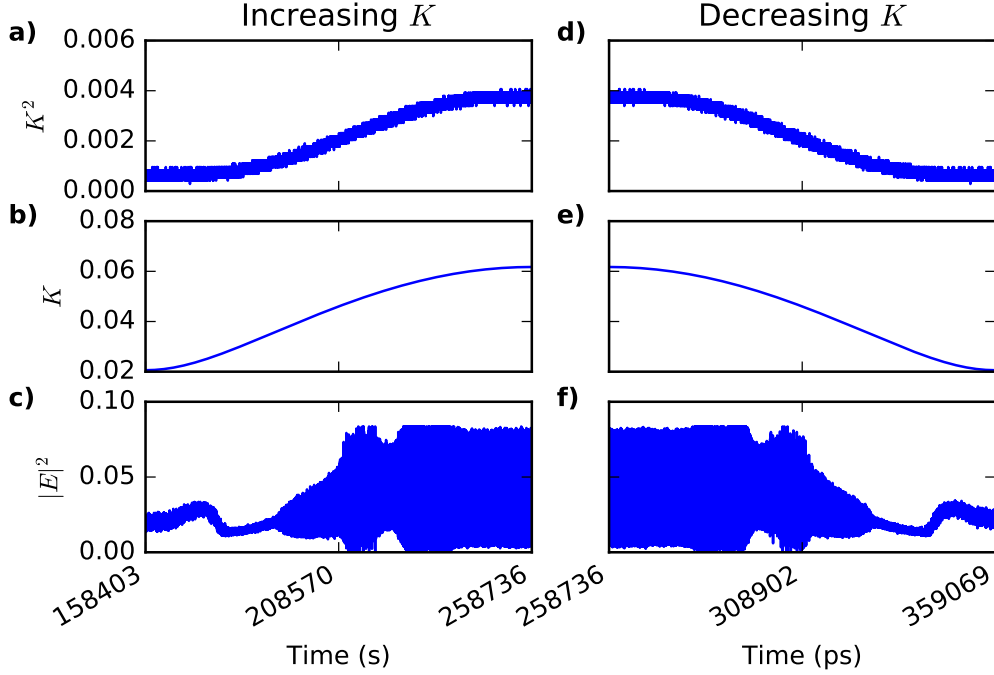 Increasing K
Decreasing K
a)
d)
0.006
0.004
0.002
0.000
K²
b)
e)
0.08
0.06
0.04
0.02
K
c)
f)
0.10
0.05
0.00
|E|²
158403
208570
258736
258736
308902
359069
Time (s)
Time (ps)